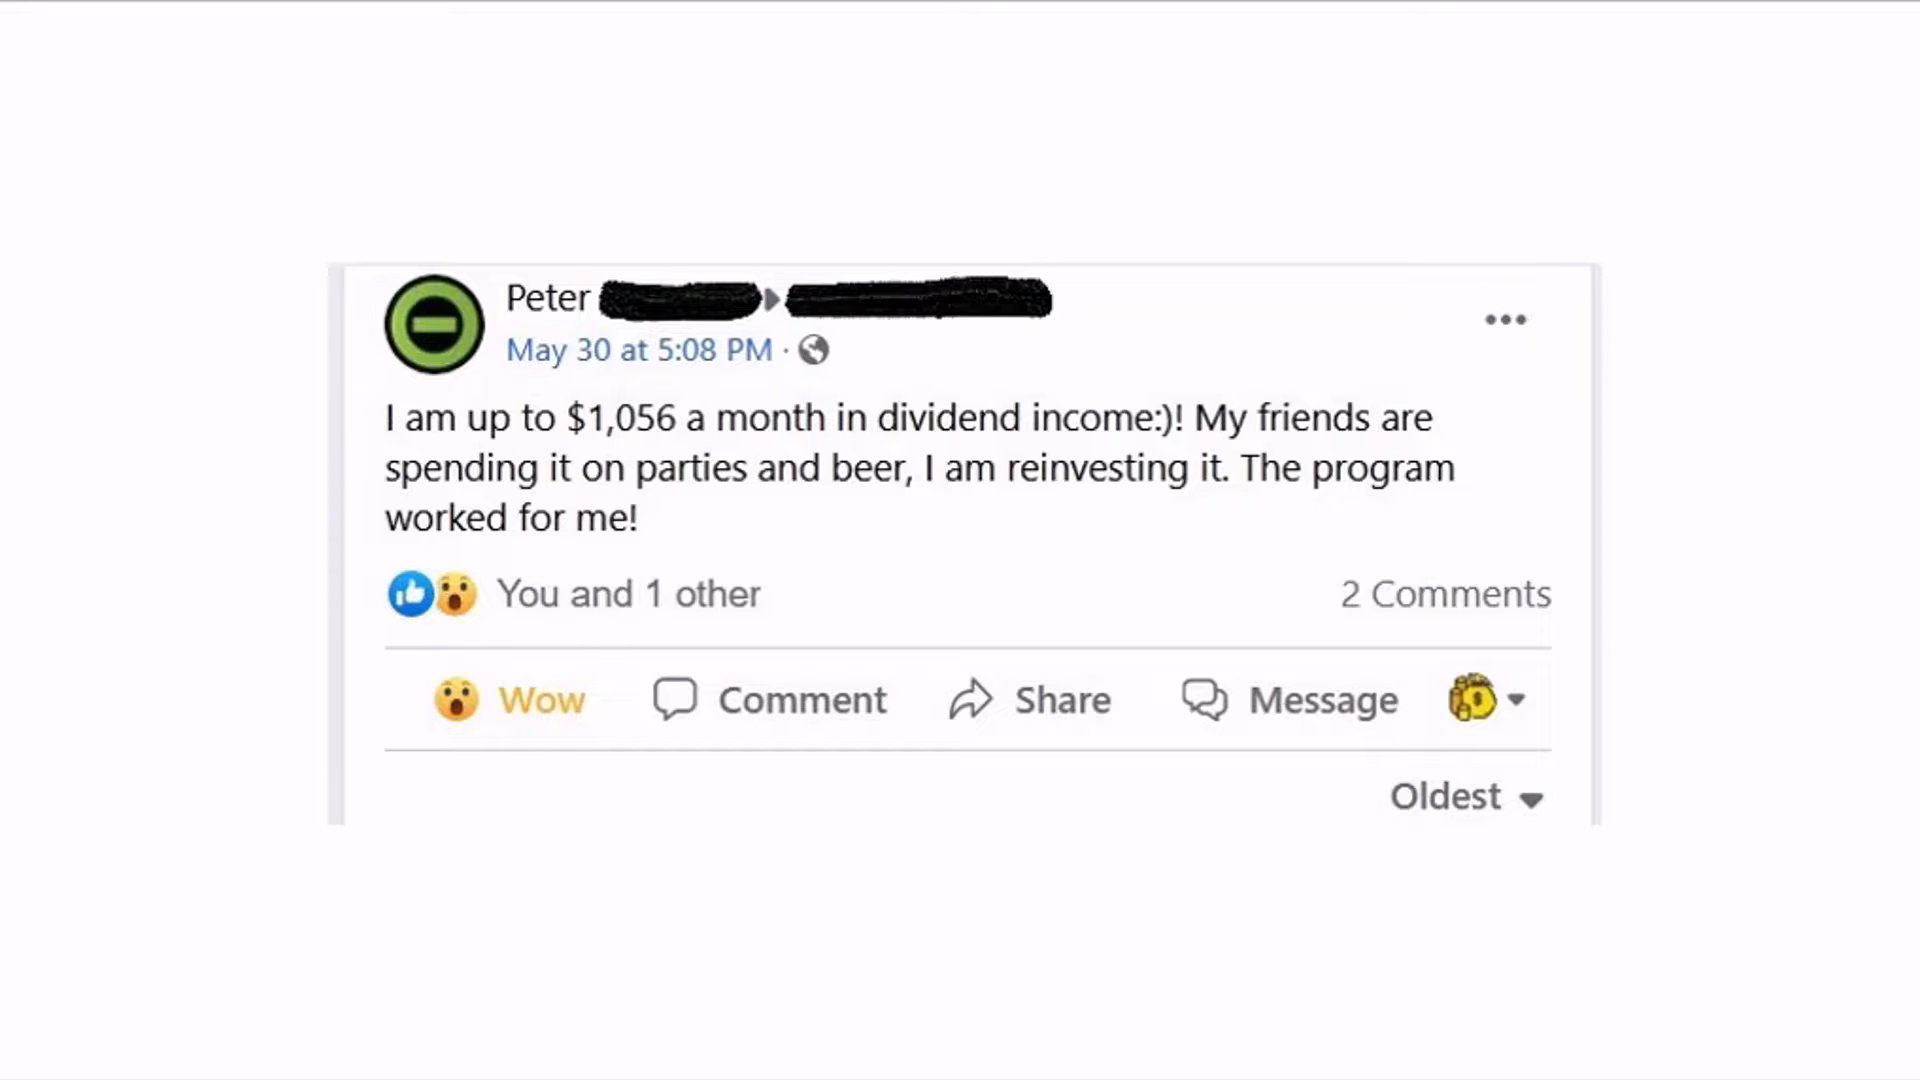 Peter
May 30 at 5:08 PM ·
I am up to $1,056 a month in dividend income:)! My friends are
spending it on parties and beer, I am reinvesting it. The program
worked for me!
You and 1 other 2 Comments
Wow Comment Share Message
Oldest